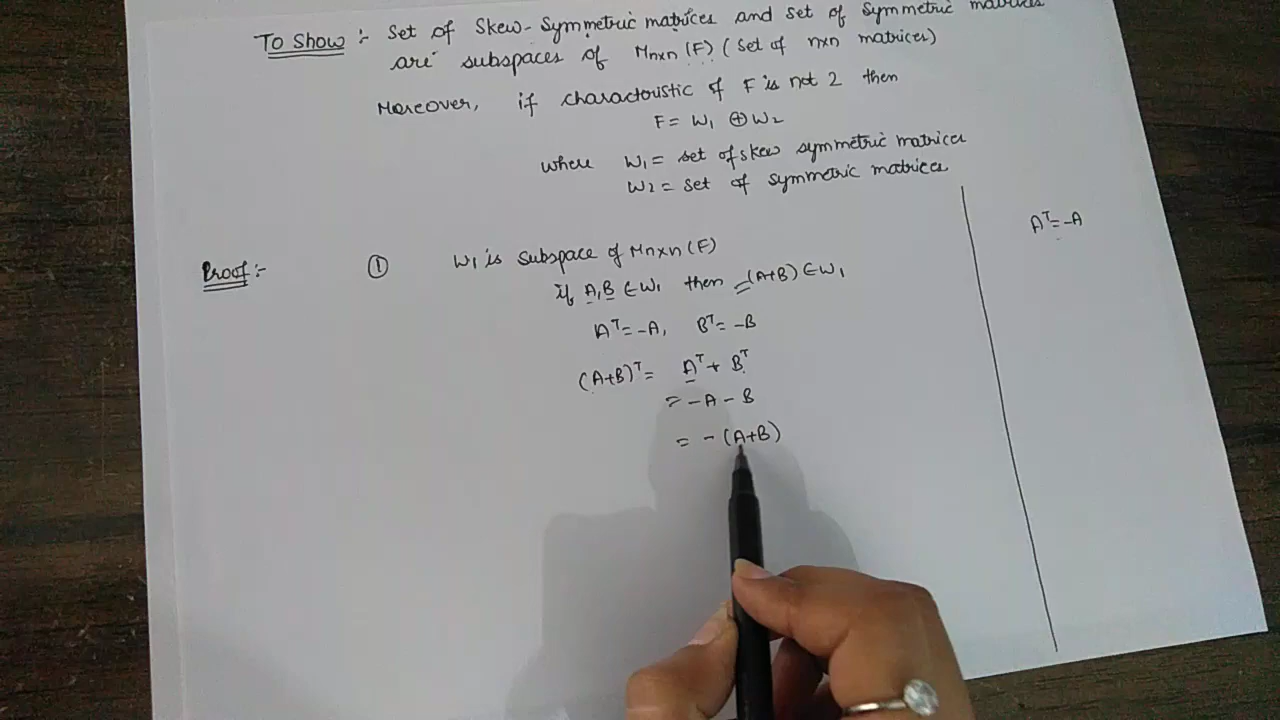 To Show :- Set of Skew-Symmetric matrices and set of Symmetric matrices
are subspaces of Mnxn (F) (Set of nxn matrices)
Moreover, if charactoristic of F is not 2 then
F = W1 ⊕ W2
where W1 = set of skew symmetric matrices
W2 = set of symmetric matrices
Proof :- ① W1 is subspace of Mnxn (F)
if A,B ∈ W1 then (A+B) ∈ W1
A^T = -A, B^T = -B
(A+B)^T = A^T + B^T
= -A - B
= - (A+B)
A^T = -A